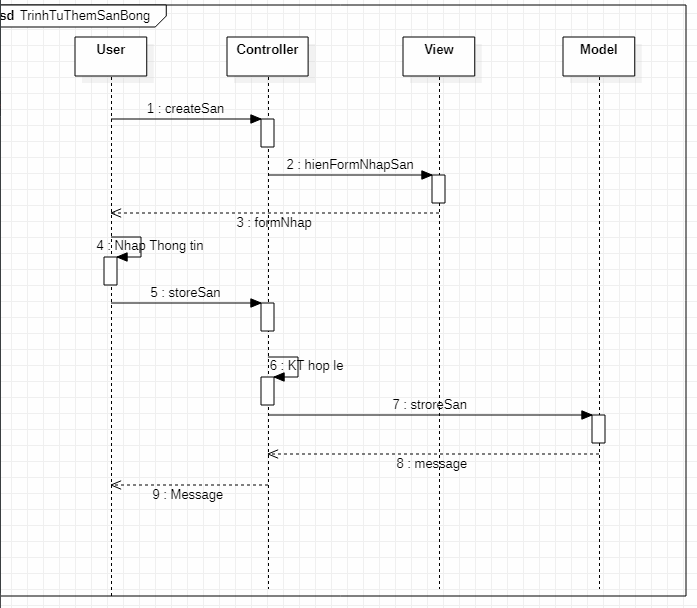 sd TrinhTuThemSanBong
User
Controller
View
Model
1 : createSan
2 : hienFormNhapSan
3 : formNhap
4 : Nhap Thong tin
5 : storeSan
6 : KT hop le
7 : stroreSan
8 : message
9 : Message